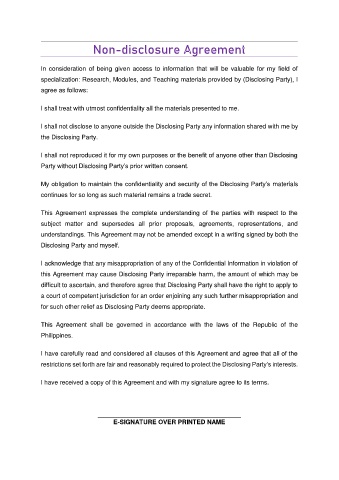 Non-disclosure Agreement
In consideration of being given access to information that will be valuable for my field of
specialization: Research, Modules, and Teaching materials provided by (Disclosing Party), I
agree as follows:
I shall treat with utmost confidentiality all the materials presented to me.
I shall not disclose to anyone outside the Disclosing Party any information shared with me by
the Disclosing Party.
I shall not reproduced it for my own purposes or the benefit of anyone other than Disclosing
Party without Disclosing Party's prior written consent.
My obligation to maintain the confidentiality and security of the Disclosing Party's materials
continues for so long as such material remains a trade secret.
This Agreement expresses the complete understanding of the parties with respect to the
subject matter and supersedes all prior proposals, agreements, representations, and
understandings. This Agreement may not be amended except in a writing signed by both the
Disclosing Party and myself.
I acknowledge that any misappropriation of any of the Confidential Information in violation of
this Agreement may cause Disclosing Party irreparable harm, the amount of which may be
difficult to ascertain, and therefore agree that Disclosing Party shall have the right to apply to
a court of competent jurisdiction for an order enjoining any such further misappropriation and
for such other relief as Disclosing Party deems appropriate.
This Agreement shall be governed in accordance with the laws of the Republic of the
Philippines.
I have carefully read and considered all clauses of this Agreement and agree that all of the
restrictions set forth are fair and reasonably required to protect the Disclosing Party's interests.
I have received a copy of this Agreement and with my signature agree to its terms.
E-SIGNATURE OVER PRINTED NAME